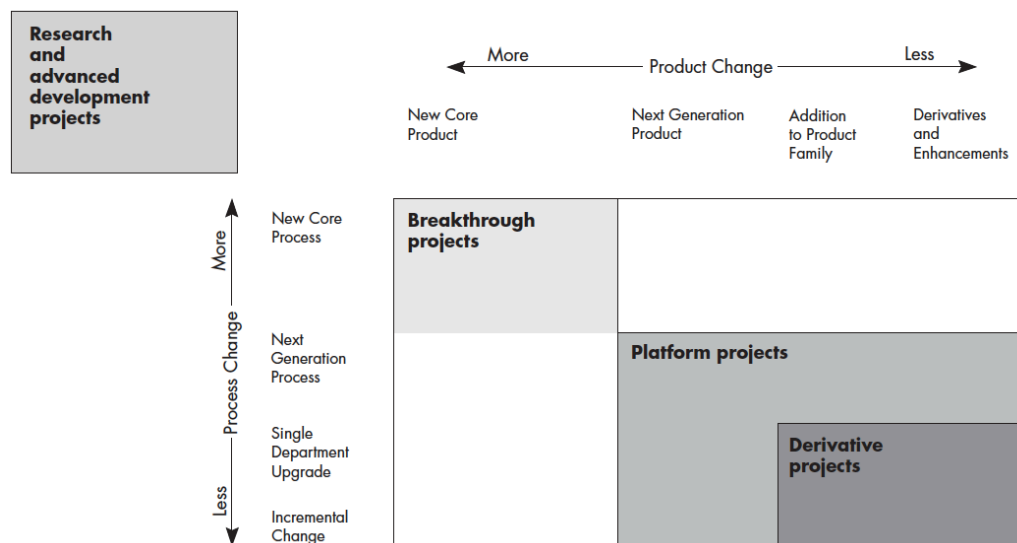 Research
and
advanced
development
projects
More
Product Change
Less
New Core
Product
Next Generation
Product
Addition
to Product
Family
Derivatives
and
Enhancements
More
Process Change
Less
New Core
Process
Next
Generation
Process
Single
Department
Upgrade
Incremental
Change
Breakthrough
projects
Platform projects
Derivative
projects